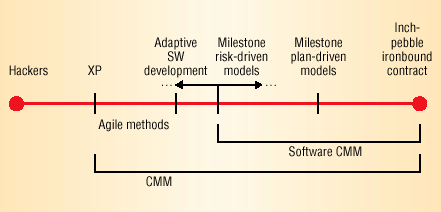 Hackers
XP
Adaptive
SW
development
Milestone
risk-driven
models
Milestone
plan-driven
models
Inch-
pebble
ironbound
contract
...
...
Agile methods
Software CMM
CMM